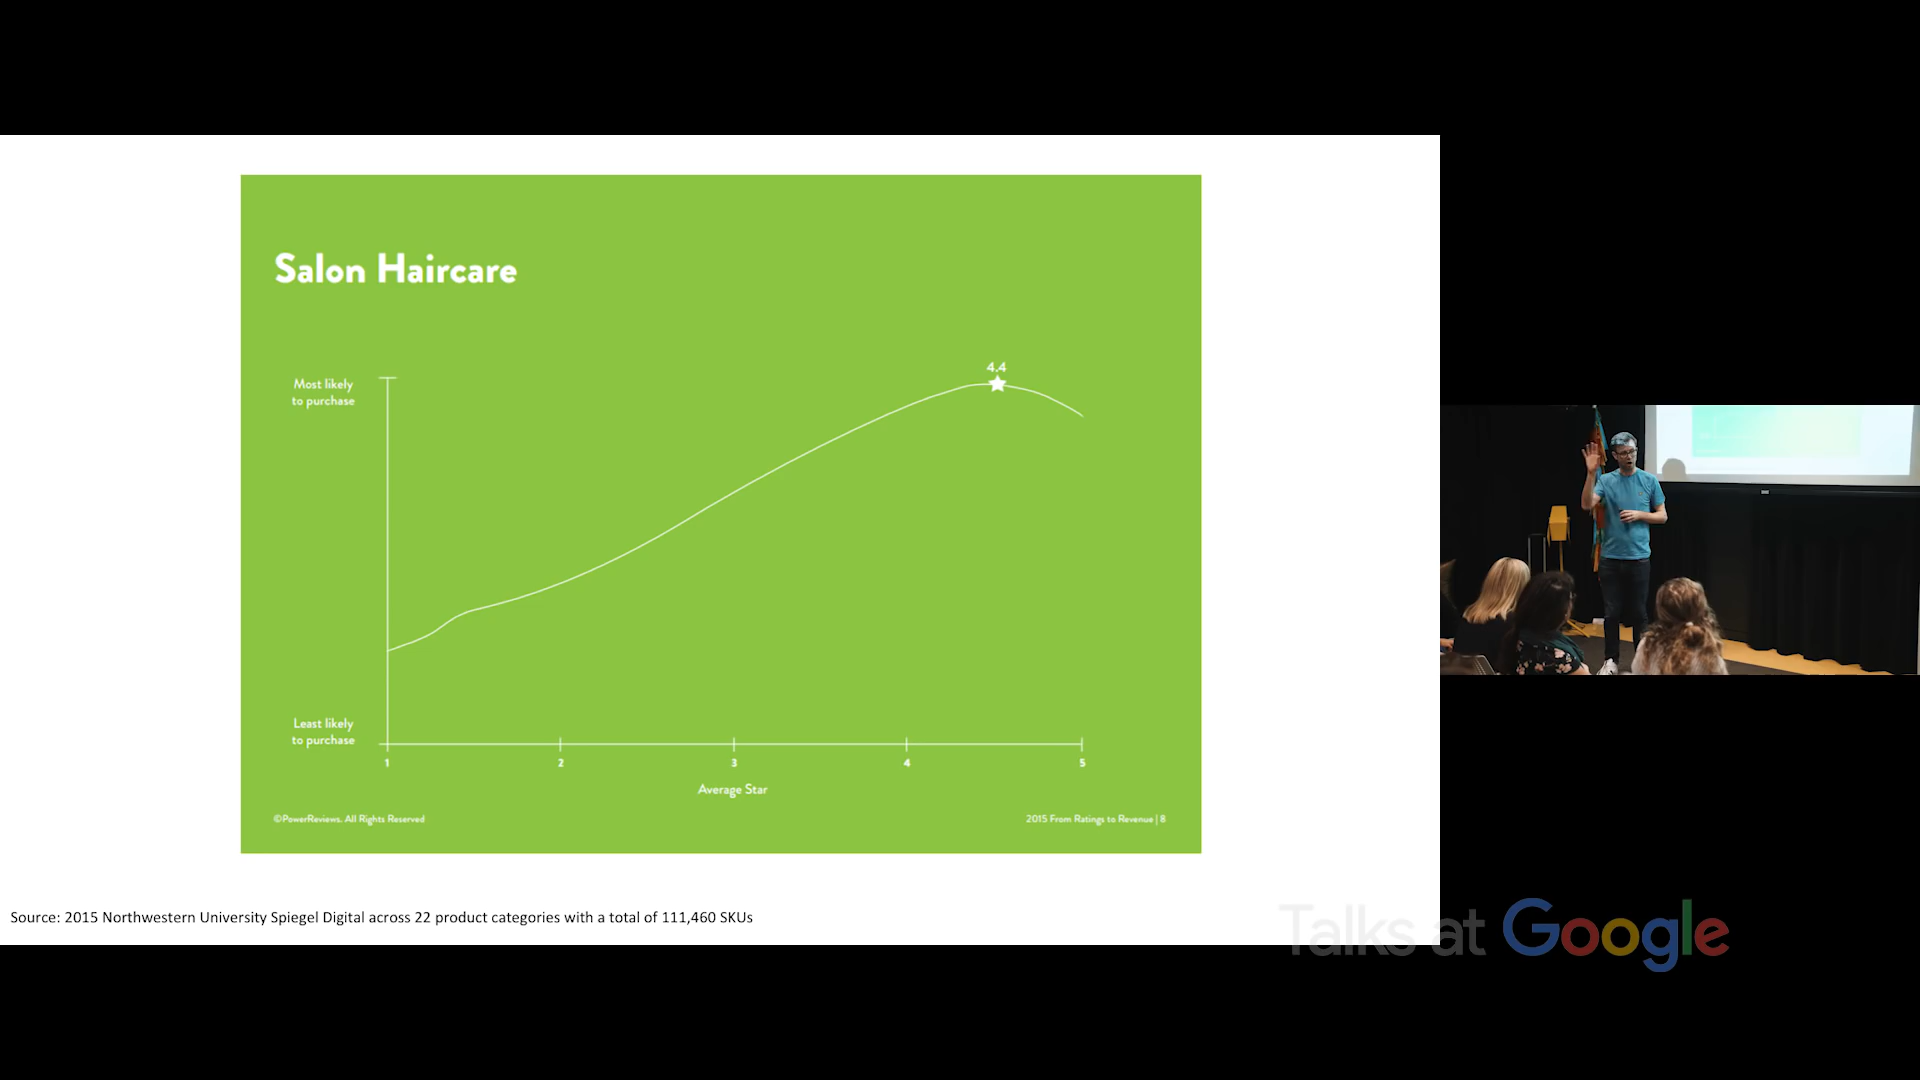 Salon Haircare
4.4
Most likely
to purchase
Least likely
to purchase
1 2 3 4 5
Average Star
©PowerReviews. All Rights Reserved
2015 From Ratings to Revenue | 8
Source: 2015 Northwestern University Spiegel Digital across 22 product categories with a total of 111,460 SKUs
Talks at Google